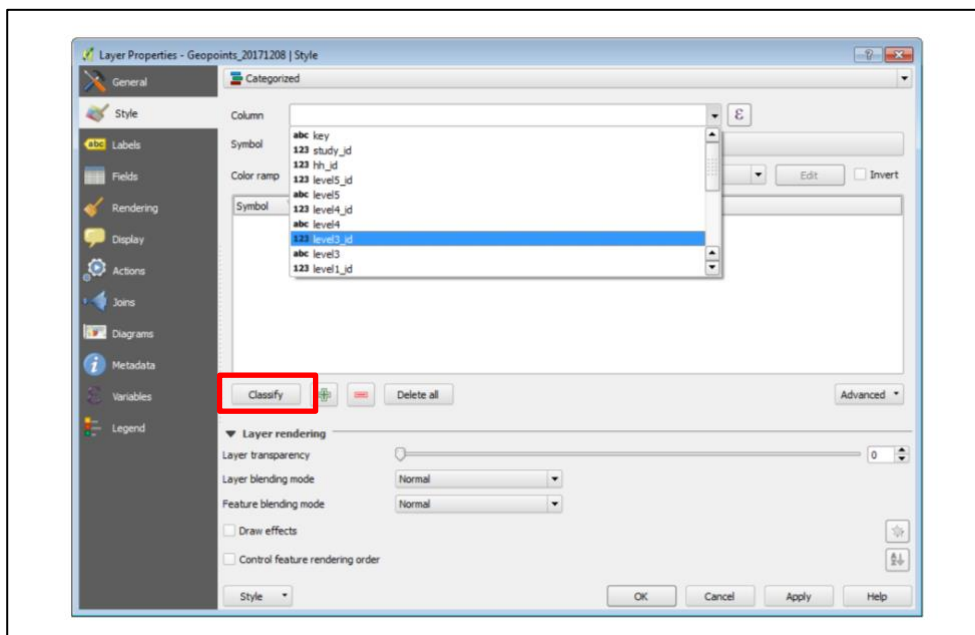 Layer Properties - Geopoints_20171208 | Style
General
Categorized
Style
Column
ε
abc key
123 study_id
123 hh_id
123 level5_id
abc level5
123 level4_id
abc level4
123 level3_id
abc level3
123 level1_id
abc Labels
Symbol
Fields
Color ramp
Edit
Invert
Rendering
Symbol
Display
Actions
Joins
Diagrams
Metadata
Variables
Classify
Delete all
Advanced
Legend
Layer rendering
Layer transparency
0
Layer blending mode
Normal
Feature blending mode
Normal
Draw effects
Control feature rendering order
Style
OK
Cancel
Apply
Help